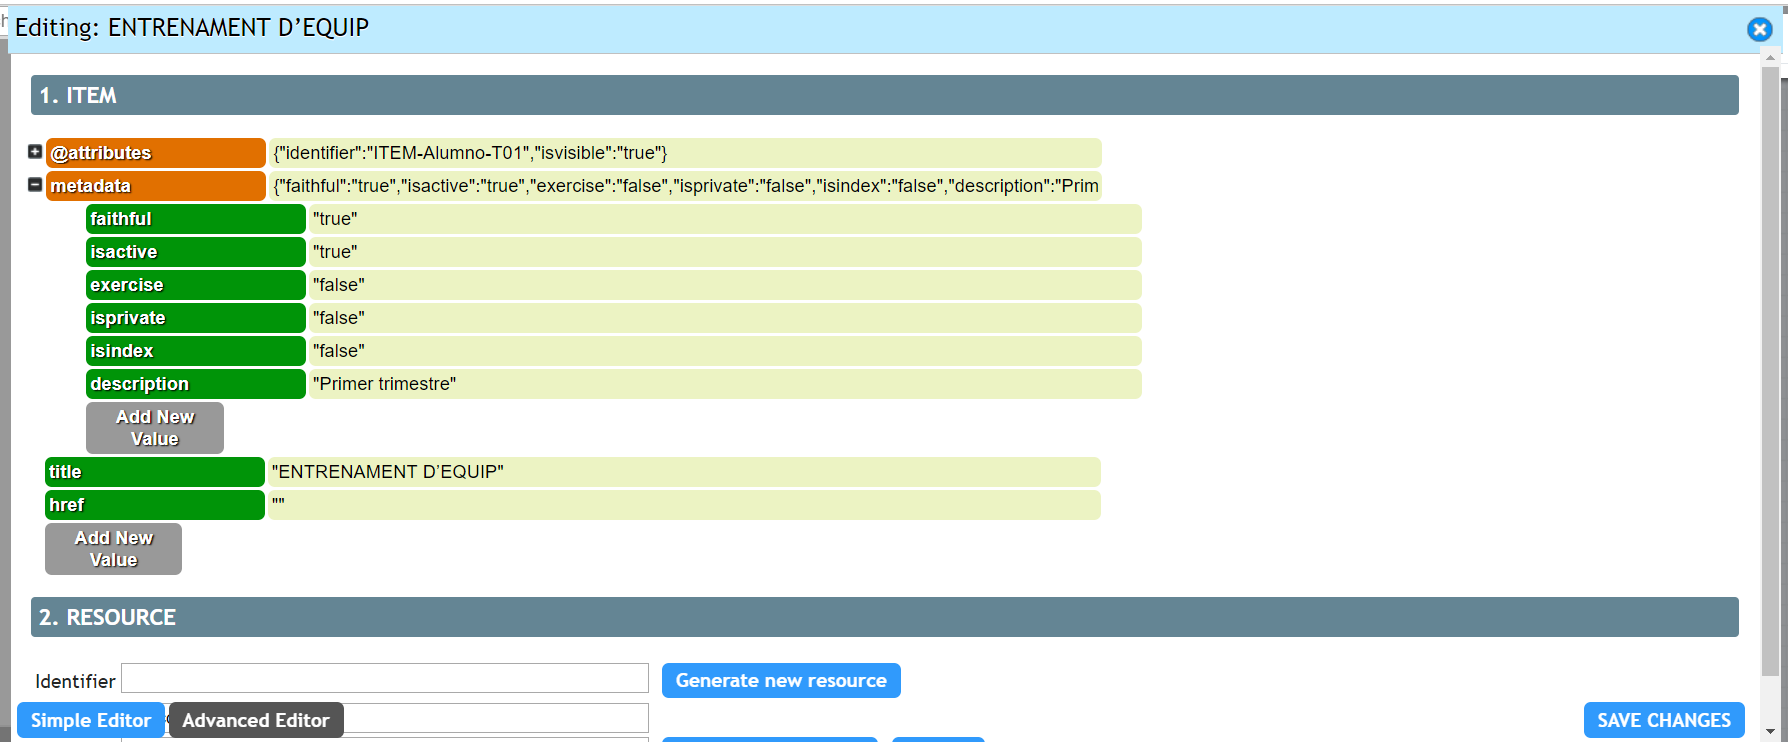 Editing: ENTRENAMENT D’EQUIP
1. ITEM
@attributes {"identifier":"ITEM-Alumno-T01","isvisible":"true"}
metadata {"faithful":"true","isactive":"true","exercise":"false","isprivate":"false","isindex":"false","description":"Prim
faithful "true"
isactive "true"
exercise "false"
isprivate "false"
isindex "false"
description "Primer trimestre"
Add New
Value
title "ENTRENAMENT D’EQUIP"
href ""
Add New
Value
2. RESOURCE
Identifier Generate new resource
Simple Editor Advanced Editor SAVE CHANGES